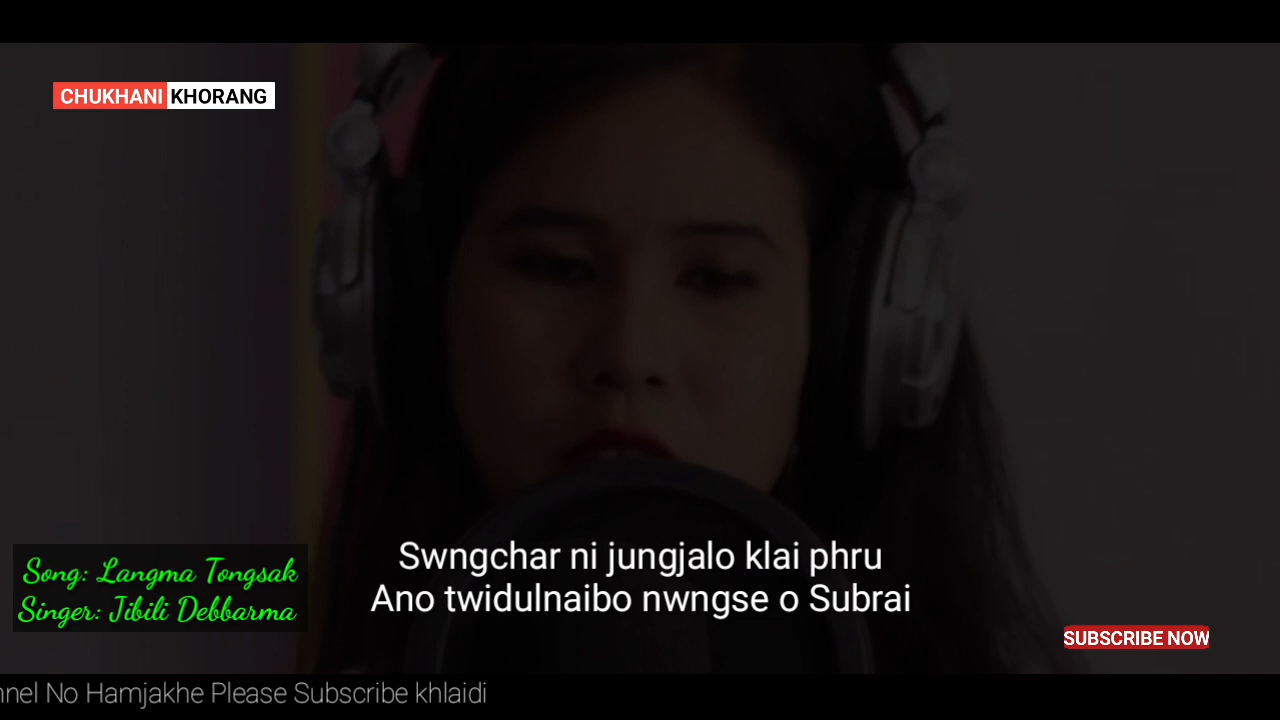 CHUKHANI KHORANG
Swngchar ni jungjalo klai phru
Ano twidulnaibo nwngse o Subrai
Song: Langma Tongsak
Singer: Jibili Debbarma
SUBSCRIBE NOW
No Hamjakhe Please Subscribe khlaidi